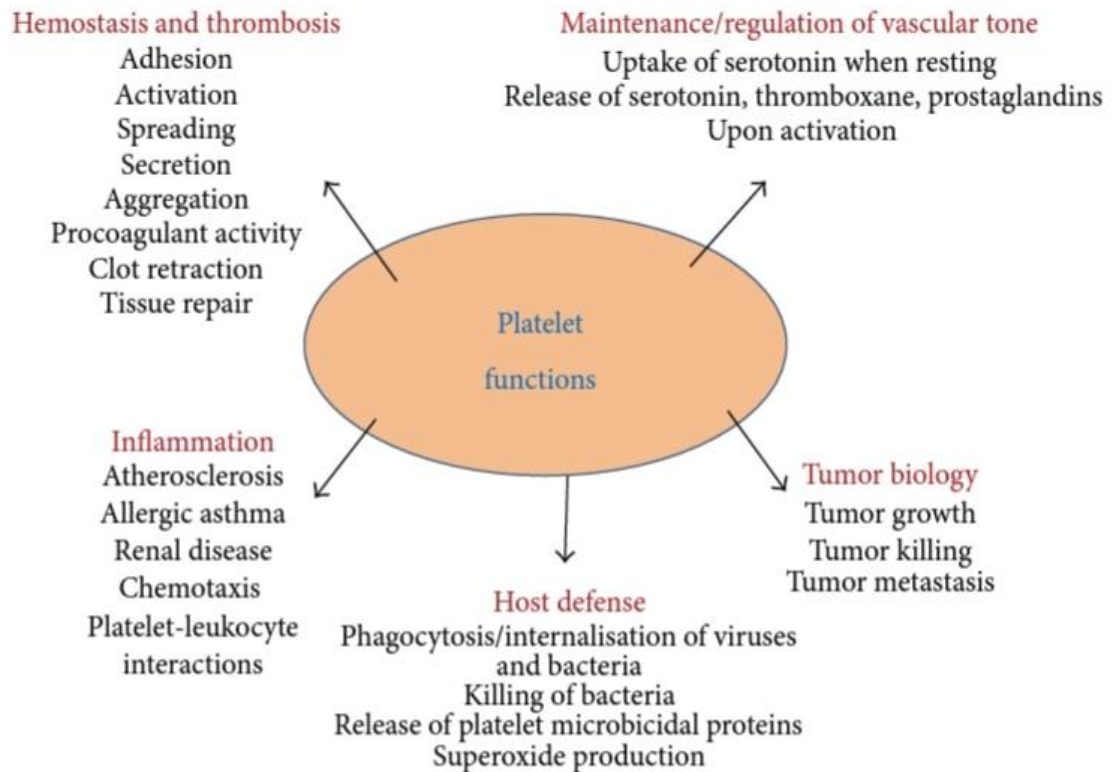 Hemostasis and thrombosis
Adhesion
Activation
Spreading
Secretion
Aggregation
Procoagulant activity
Clot retraction
Tissue repair
Maintenance/regulation of vascular tone
Uptake of serotonin when resting
Release of serotonin, thromboxane, prostaglandins
Upon activation
Platelet
functions
Inflammation
Atherosclerosis
Allergic asthma
Renal disease
Chemotaxis
Platelet-leukocyte
interactions
Host defense
Phagocytosis/internalisation of viruses
and bacteria
Killing of bacteria
Release of platelet microbicidal proteins
Superoxide production
Tumor biology
Tumor growth
Tumor killing
Tumor metastasis